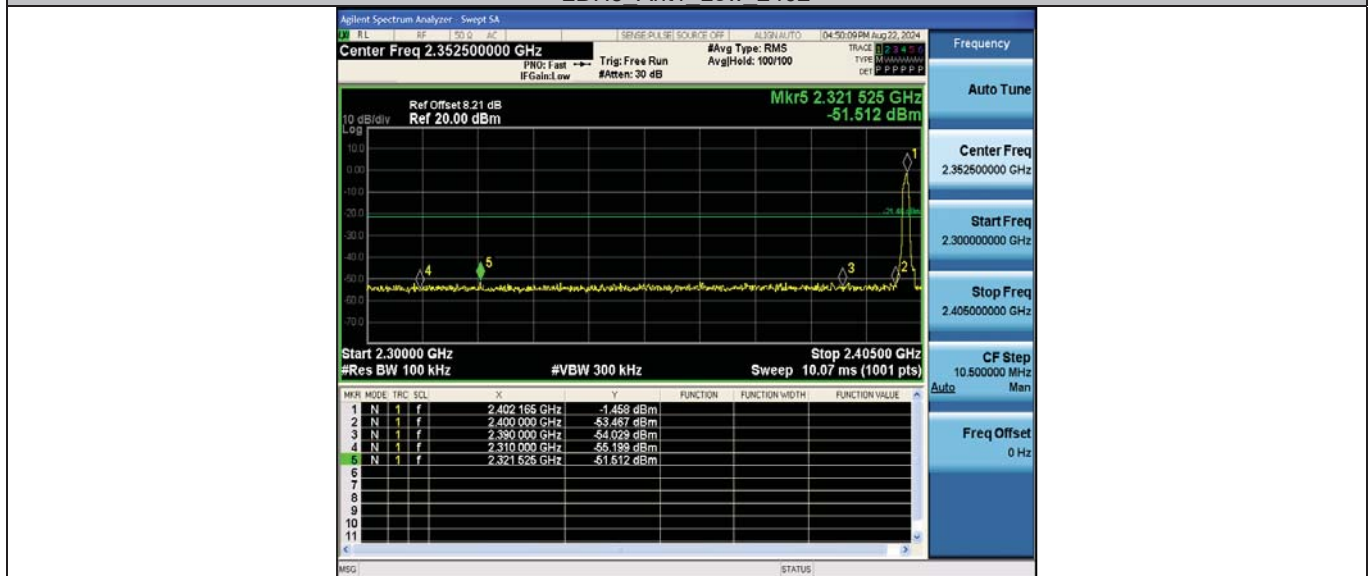 Agilent Spectrum Analyzer - Swept SA
RL RF 50 Ω AC SENSE:PULSE SOURCE OFF ALIGN AUTO 04:50:09 PM Aug 22, 2024
Center Freq 2.352500000 GHz
PNO: Fast
IFGain:Low
Trig: Free Run
#Atten: 30 dB
#Avg Type: RMS
Avg|Hold: 100/100
TRACE 1 2 3 4 5 6
TYPE M
DET P P P P P P
Mkr5 2.321 525 GHz
-51.512 dBm
Ref Offset 8.21 dB
10 dB/div Ref 20.00 dBm
Log
10.0
0.00
-10.0
-20.0
-30.0
-40.0
-50.0
-60.0
-70.0
1
2
3
4
5
Start 2.30000 GHz Stop 2.40500 GHz
#Res BW 100 kHz #VBW 300 kHz Sweep 10.07 ms (1001 pts)
MKR MODE TRC SCL X Y FUNCTION FUNCTION WIDTH FUNCTION VALUE
1 N 1 f 2.402 165 GHz -1.458 dBm
2 N 1 f 2.400 000 GHz -53.467 dBm
3 N 1 f 2.390 000 GHz -54.029 dBm
4 N 1 f 2.310 000 GHz -55.199 dBm
5 N 1 f 2.321 525 GHz -51.512 dBm
6
7
8
9
10
11
MSG STATUS
Frequency
Auto Tune
Center Freq
2.352500000 GHz
Start Freq
2.300000000 GHz
Stop Freq
2.405000000 GHz
CF Step
10.500000 MHz
Auto Man
Freq Offset
0 Hz